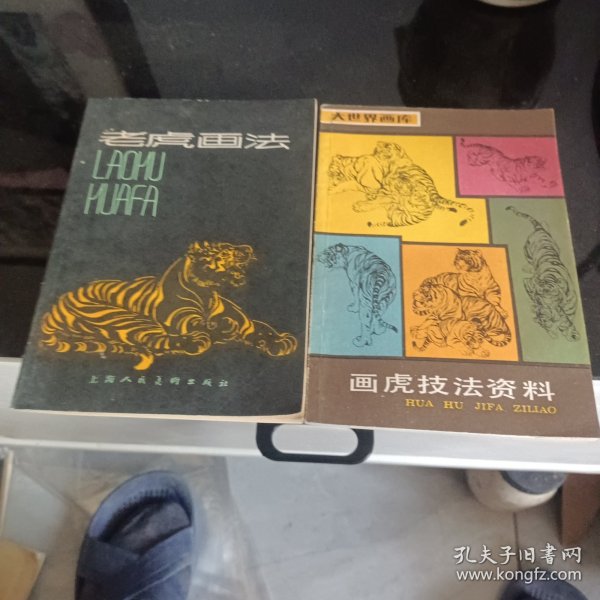 老虎画法
LAOHU
HUAFA
上海人民美术出版社
大世界画库
画虎技法资料
HUA HU JIFA ZILIAO
孔夫子旧书网
www.kongfz.com